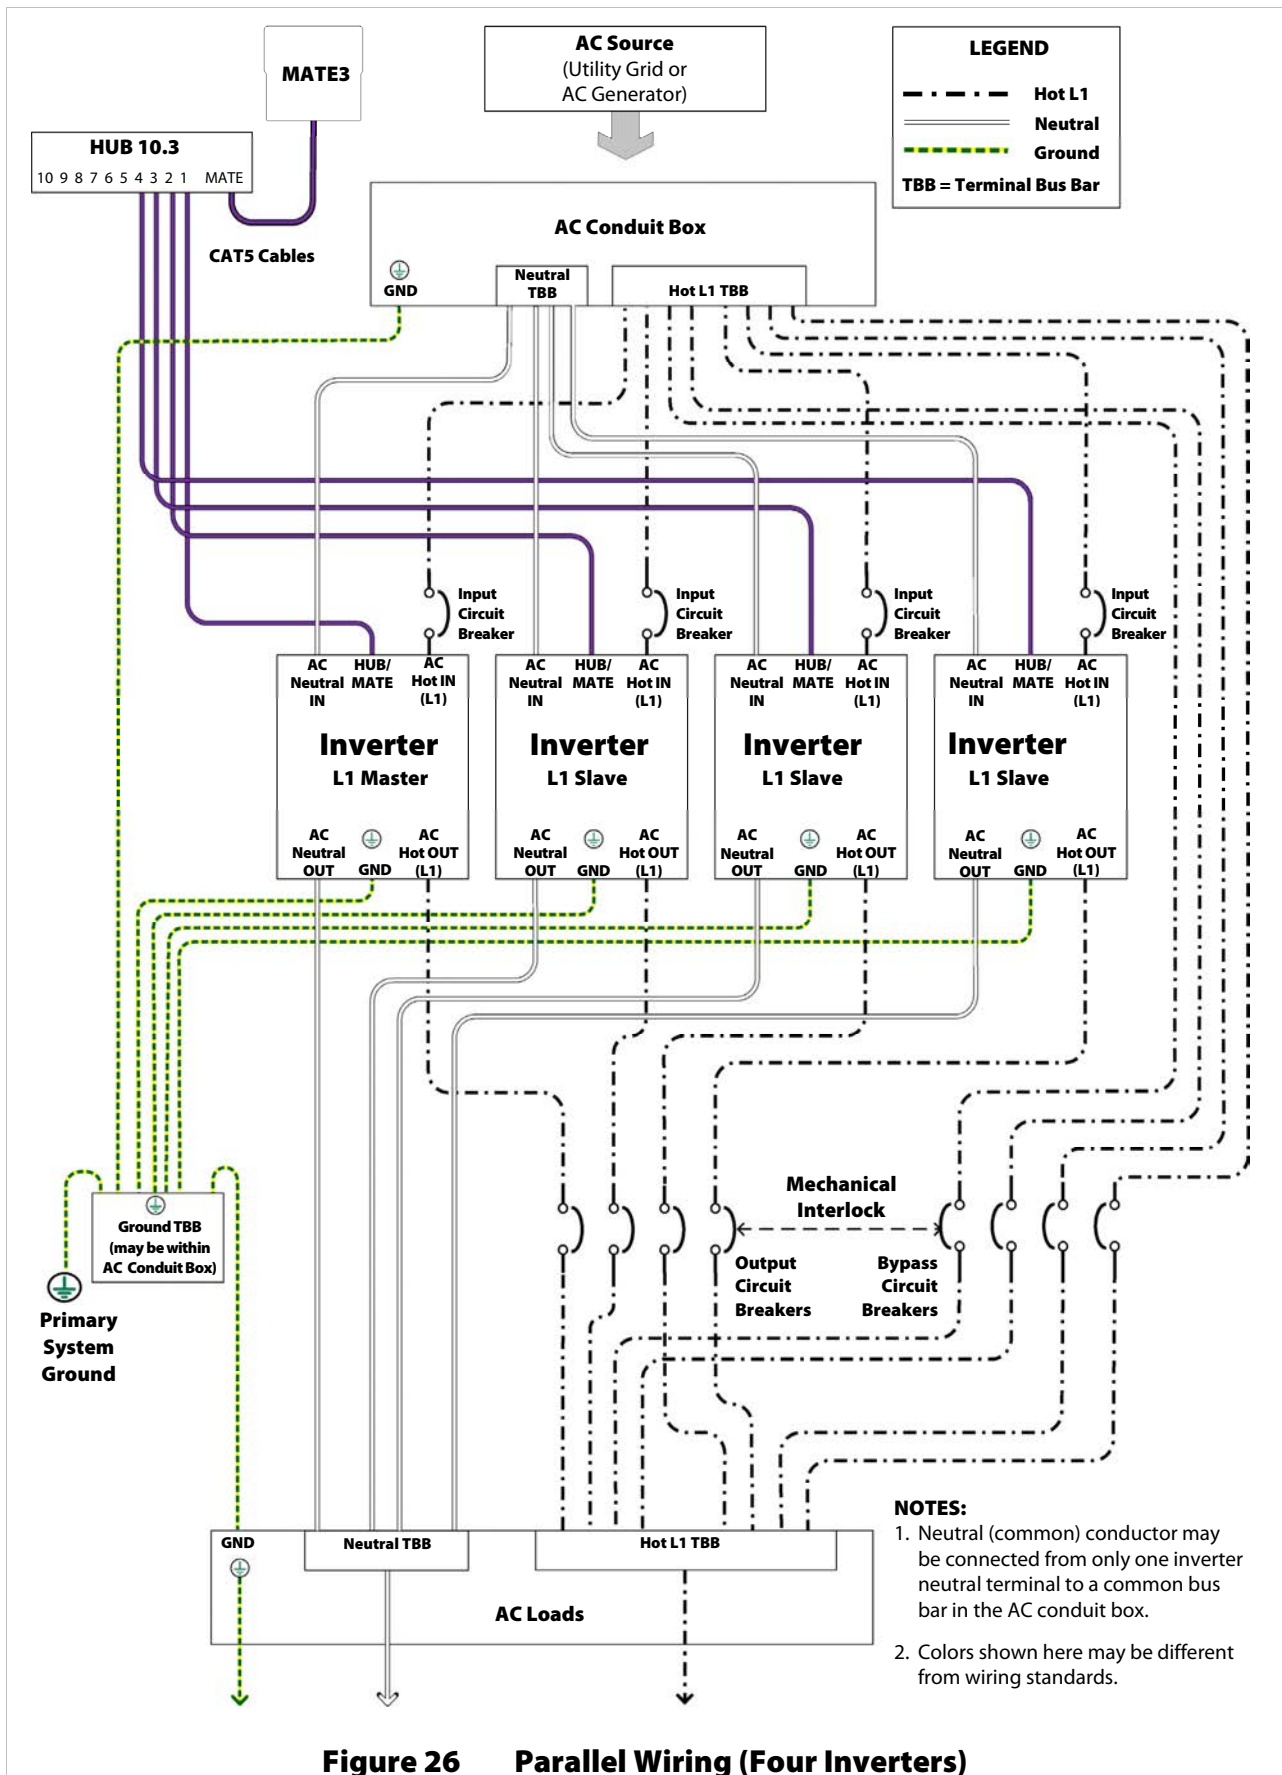 MATE3
AC Source
(Utility Grid or
AC Generator)
LEGEND
Hot L1
Neutral
Ground
TBB = Terminal Bus Bar
HUB 10.3
10 9 8 7 6 5 4 3 2 1 MATE
CAT5 Cables
AC Conduit Box
GND
Neutral
TBB
Hot L1 TBB
Input
Circuit
Breaker
Input
Circuit
Breaker
Input
Circuit
Breaker
Input
Circuit
Breaker
AC
Neutral
IN
HUB/
MATE
AC
Hot IN
(L1)
Inverter
L1 Master
AC
Neutral
OUT
GND
AC
Hot OUT
(L1)
AC
Neutral
IN
HUB/
MATE
AC
Hot IN
(L1)
Inverter
L1 Slave
AC
Neutral
OUT
GND
AC
Hot OUT
(L1)
AC
Neutral
IN
HUB/
MATE
AC
Hot IN
(L1)
Inverter
L1 Slave
AC
Neutral
OUT
GND
AC
Hot OUT
(L1)
AC
Neutral
IN
HUB/
MATE
AC
Hot IN
(L1)
Inverter
L1 Slave
AC
Neutral
OUT
GND
AC
Hot OUT
(L1)
Mechanical
Interlock
Output
Circuit
Breakers
Bypass
Circuit
Breakers
Ground TBB
(may be within
AC Conduit Box)
Primary
System
Ground
GND
Neutral TBB
Hot L1 TBB
AC Loads
NOTES:
1. Neutral (common) conductor may
be connected from only one inverter
neutral terminal to a common bus
bar in the AC conduit box.
2. Colors shown here may be different
from wiring standards.
Figure 26 Parallel Wiring (Four Inverters)